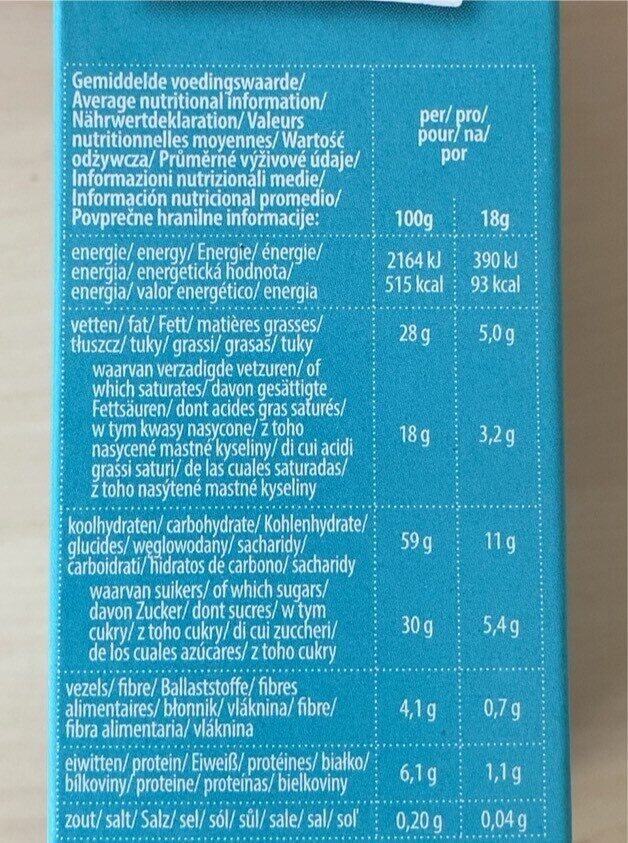 Gemiddelde voedingswaarde/
Average nutritional information/
Nährwertdeklaration/ Valeurs
nutritionnelles moyennes/ Wartość
odżywcza/ Průměrné výživové údaje/
Informazioni nutrizionali medie/
Información nutricional promedio/
Povprečne hranilne informacije:
per/ pro/
pour/ na/
por
100g 18g
energie/ energy/ Energie/ énergie/
energia/ energetická hodnota/
energia/ valor energético/ energia
2164 kJ 390 kJ
515 kcal 93 kcal
vetten/ fat/ Fett/ matières grasses/
tłuszcz/ tuky/ grassi/ grasas/ tuky
28 g 5,0 g
waarvan verzadigde vetzuren/ of
which saturates/ davon gesättigte
Fettsäuren/ dont acides gras saturés/
w tym kwasy nasycone/ z toho
nasycené mastné kyseliny/ di cui acidi
grassi saturi/ de las cuales saturadas/
z toho nasýtené mastné kyseliny
18 g 3,2 g
koolhydraten/ carbohydrate/ Kohlenhydrate/
glucides/ węglowodany/ sacharidy/
carboidrati/ hidratos de carbono/ sacharidy
59 g 11 g
waarvan suikers/ of which sugars/
davon Zucker/ dont sucres/ w tym
cukry/ z toho cukry/ di cui zuccheri/
de los cuales azúcares/ z toho cukry
30 g 5,4 g
vezels/ fibre/ Ballaststoffe/ fibres
alimentaires/ błonnik/ vláknina/ fibre/
fibra alimentaria/ vláknina
4,1 g 0,7 g
eiwitten/ protein/ Eiweiß/ protéines/ białko/
bílkoviny/ proteine/ proteínas/ bielkoviny
6,1 g 1,1 g
zout/ salt/ Salz/ sel/ sól/ sůl/ sale/ sal/ soľ
0,20 g 0,04 g